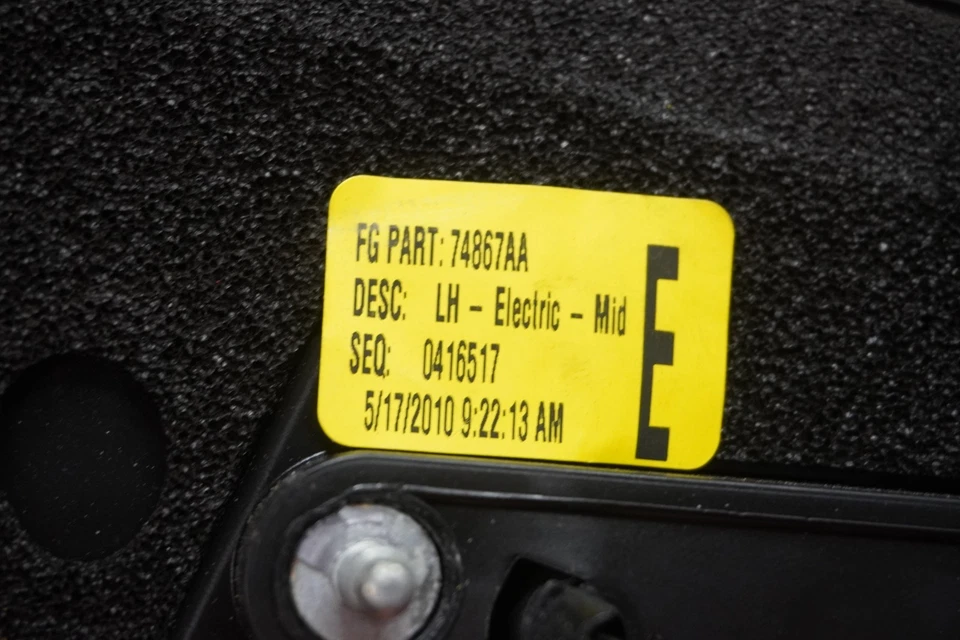 FG PART: 74867AA
DESC: LH - Electric - Mid
SEQ: 0416517
5/17/2010 9:22:13 AM
E